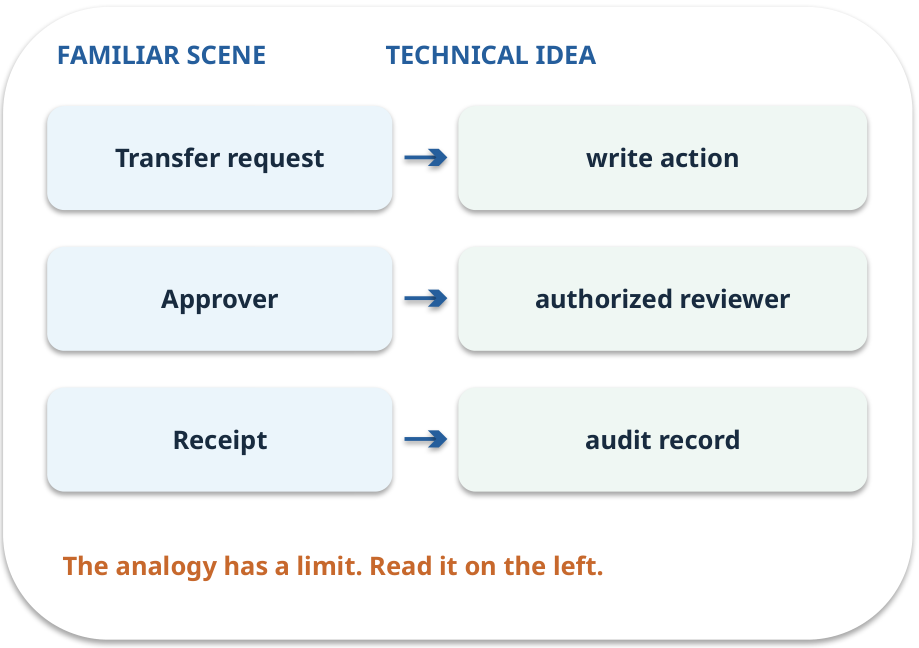 FAMILIAR SCENE TECHNICAL IDEA
Transfer request write action
Approver authorized reviewer
Receipt audit record
The analogy has a limit. Read it on the left.